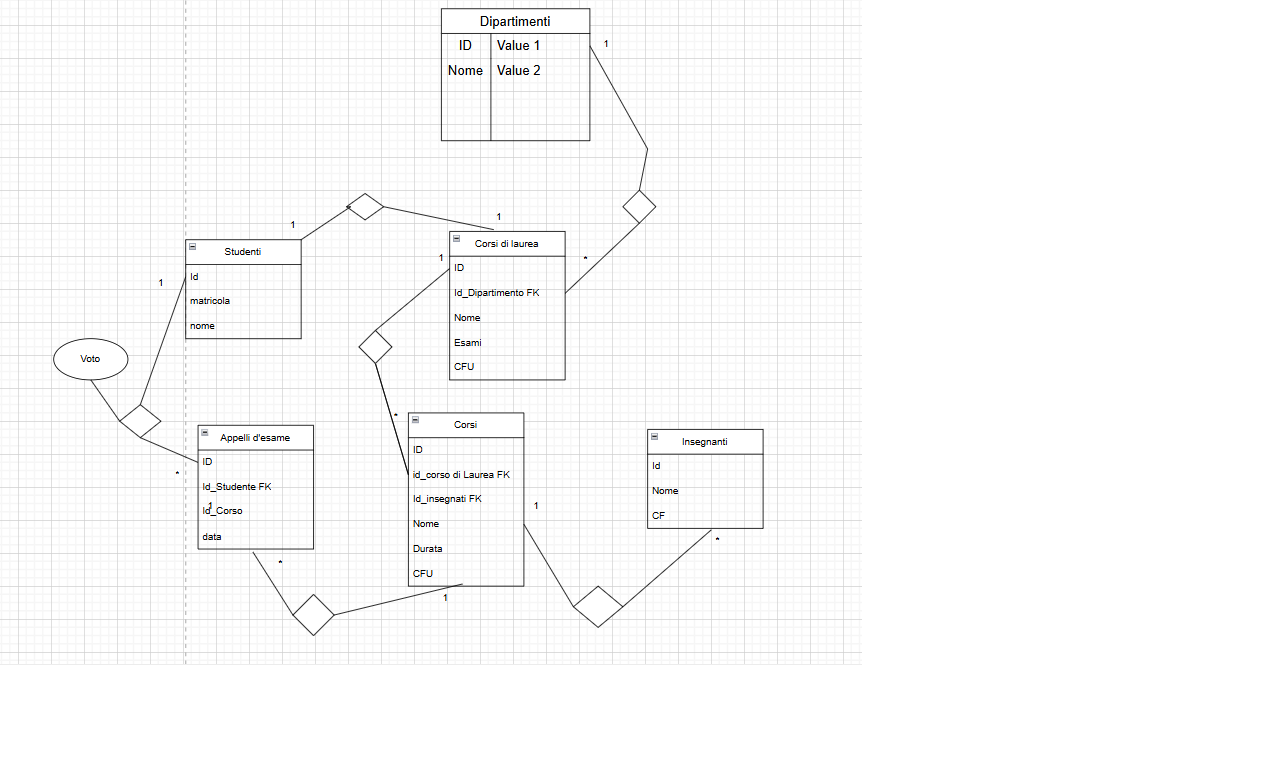 Dipartimenti
ID Value 1
Nome Value 2
1
1
1
Studenti
Id
matricola
nome
1
Corsi di laurea
ID
Id_Dipartimento FK
Nome
Esami
CFU
1
*
Voto
*
Appelli d'esame
ID
Id_Studente FK
Id_Corso
data
1
*
*
Corsi
ID
id_corso di Laurea FK
Id_insegnati FK
Nome
Durata
CFU
1
1
Insegnanti
Id
Nome
CF
*